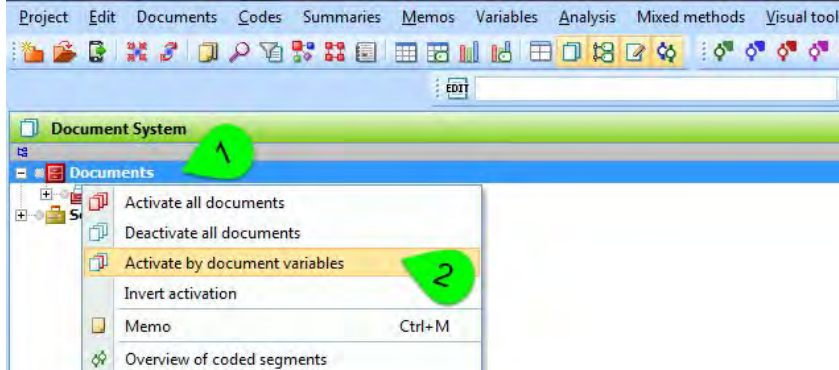 Project Edit Documents Codes Summaries Memos Variables Analysis Mixed methods Visual tool
EDIT
Document System
1
Documents
S
Activate all documents
Deactivate all documents
Activate by document variables
2
Invert activation
Memo Ctrl+M
Overview of coded segments